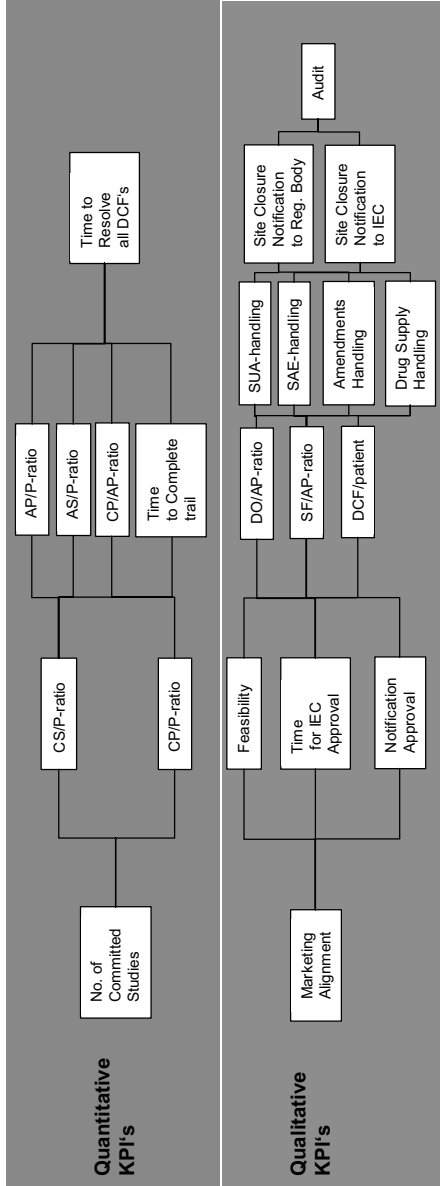 Quantitative
KPI‘s
No. of
Committed
Studies
CS/P-ratio
CP/P-ratio
AP/P-ratio
AS/P-ratio
CP/AP-ratio
Time
to Complete
trail
Time to
Resolve
all DCF's
Qualitative
KPI‘s
Marketing
Alignment
Feasibility
Time
for IEC
Approval
Notification
Approval
DO/AP-ratio
SF/AP-ratio
DCF/patient
SUA-handling
SAE-handling
Amendments
Handling
Drug Supply
Handling
Site Closure
Notification
to Reg. Body
Site Closure
Notification
to IEC
Audit